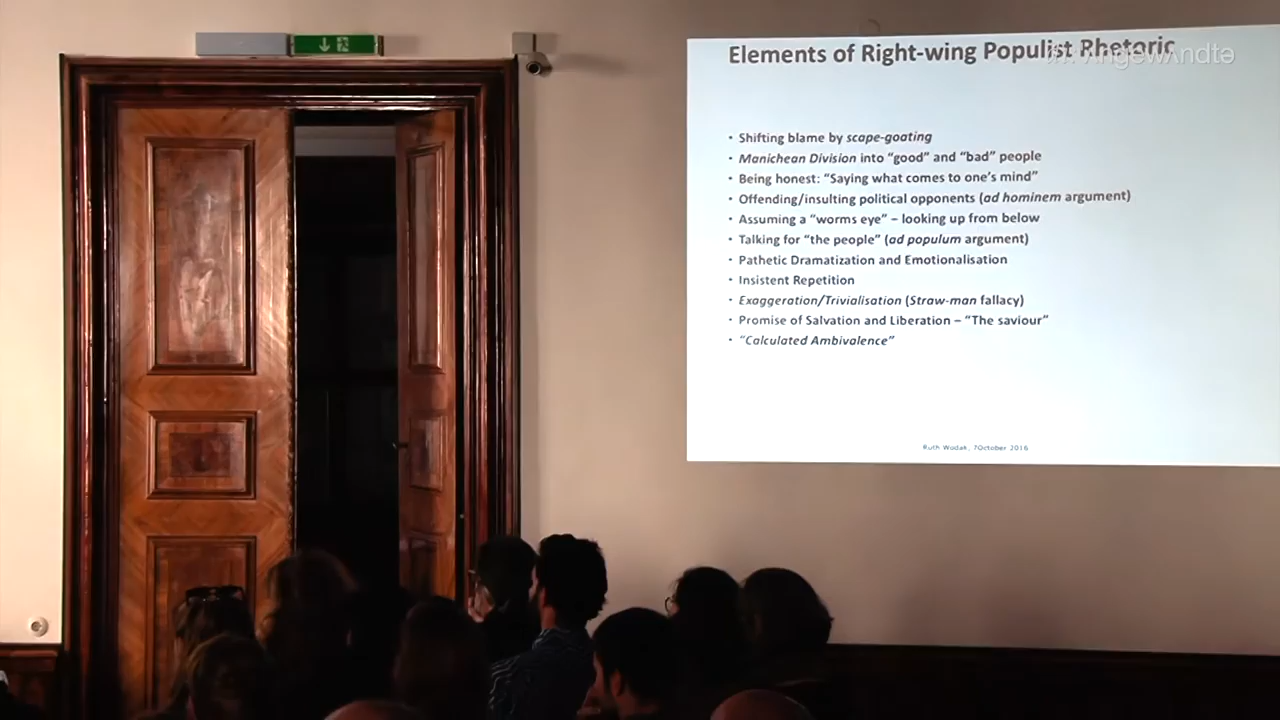 Elements of Right-wing Populist Rhetoric
• Shifting blame by scape-goating
• Manichean Division into “good” and “bad” people
• Being honest: “Saying what comes to one’s mind”
• Offending/insulting political opponents (ad hominem argument)
• Assuming a “worms eye” – looking up from below
• Talking for “the people” (ad populum argument)
• Pathetic Dramatization and Emotionalisation
• Insistent Repetition
• Exaggeration/Trivialisation (Straw-man fallacy)
• Promise of Salvation and Liberation – “The saviour”
• “Calculated Ambivalence”
Ruth Wodak, 7October 2016